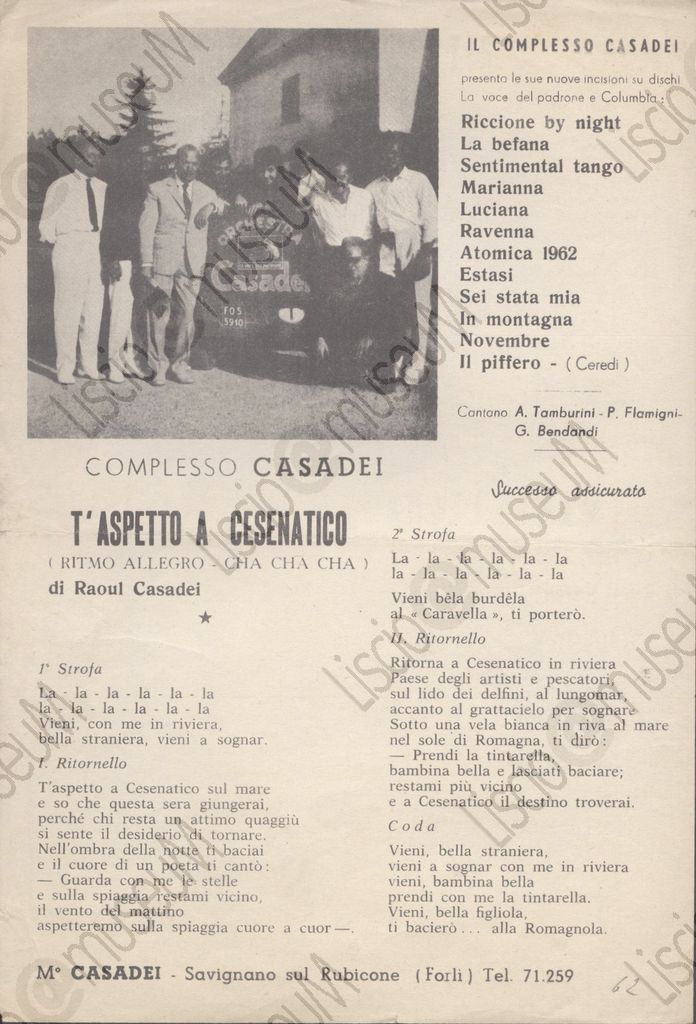 IL COMPLESSO CASADEI
presenta le sue nuove incisioni su dischi
La voce del padrone e Columbia :
Riccione by night
La befana
Sentimental tango
Marianna
Luciana
Ravenna
Atomica 1962
Estasi
Sei stata mia
In montagna
Novembre
Il piffero - ( Ceredi )
Cantano A. Tamburini - P. Flamigni-
G. Bendandi
Successo assicurato
ORCHESTRA
Casadei
FO5
5910
COMPLESSO CASADEI
T'ASPETTO A CESENATICO
( RITMO ALLEGRO - CHA CHA CHA )
di Raoul Casadei
1ª Strofa
La - la - la - la - la - la
la - la - la - la - la - la
Vieni, con me in riviera,
bella straniera, vieni a sognar.
I. Ritornello
T'aspetto a Cesenatico sul mare
e so che questa sera giungerai,
perché chi resta un attimo quaggiù
si sente il desiderio di tornare.
Nell'ombra della notte ti baciai
e il cuore di un poeta ti cantò :
— Guarda con me le stelle
e sulla spiaggia restami vicino,
il vento del mattino
aspetteremo sulla spiaggia cuore a cuor —.
2ª Strofa
La - la - la - la - la - la
la - la - la - la - la - la
Vieni bêla burdêla
al « Caravella », ti porterò.
II. Ritornello
Ritorna a Cesenatico in riviera
Paese degli artisti e pescatori,
sul lido dei delfini, al lungomar,
accanto al grattacielo per sognare
Sotto una vela bianca in riva al mare
nel sole di Romagna, ti dirò :
— Prendi la tintarella,
bambina bella e lasciati baciare;
restami più vicino
e a Cesenatico il destino troverai.
Coda
Vieni, bella straniera,
vieni a sognar con me in riviera
vieni, bambina bella
prendi con me la tintarella.
Vieni, bella figliola,
ti bacierò . . . alla Romagnola.
Mº CASADEI - Savignano sul Rubicone ( Forlì ) Tel. 71.259
62
Liscio@museuM